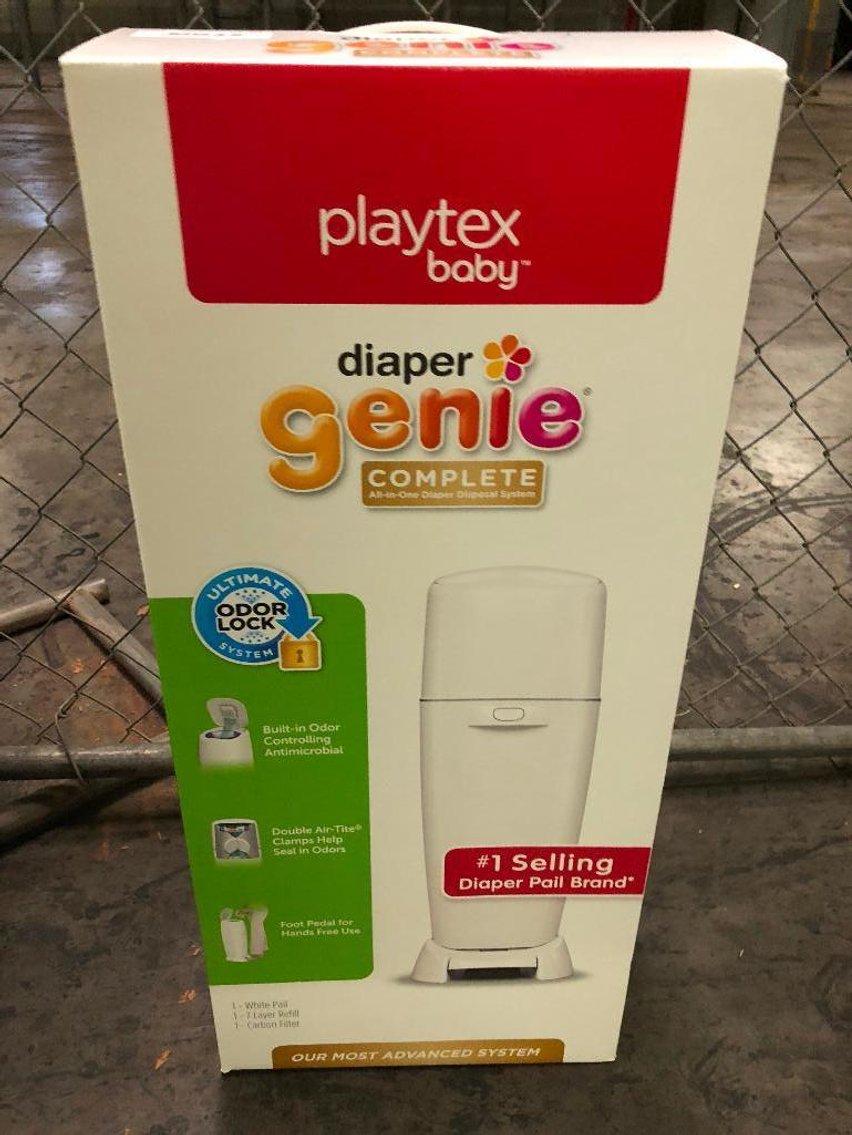 genie
playtex
baby™
diaper
genie®
COMPLETE
All-in-One Diaper Disposal System
ULTIMATE
ODOR
LOCK
SYSTEM
Built-in Odor
Controlling
Antimicrobial
Double Air-Tite®
Clamps Help
Seal in Odors
Foot Pedal for
Hands Free Use
#1 Selling
Diaper Pail Brand*
1 - White Pail
1 - 7 Layer Refill
1 - Carbon Filter
OUR MOST ADVANCED SYSTEM